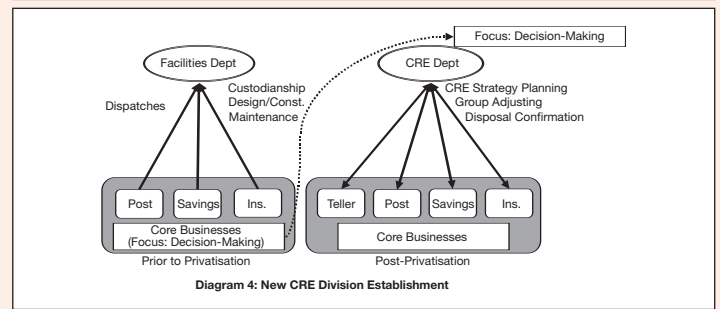 Focus: Decision-Making
Facilities Dept
CRE Dept
Dispatches
Custodianship
Design/Const.
Maintenance
CRE Strategy Planning
Group Adjusting
Disposal Confirmation
Post
Savings
Ins.
Teller
Post
Savings
Ins.
Core Businesses
(Focus: Decision-Making)
Core Businesses
Prior to Privatisation
Post-Privatisation
Diagram 4: New CRE Division Establishment